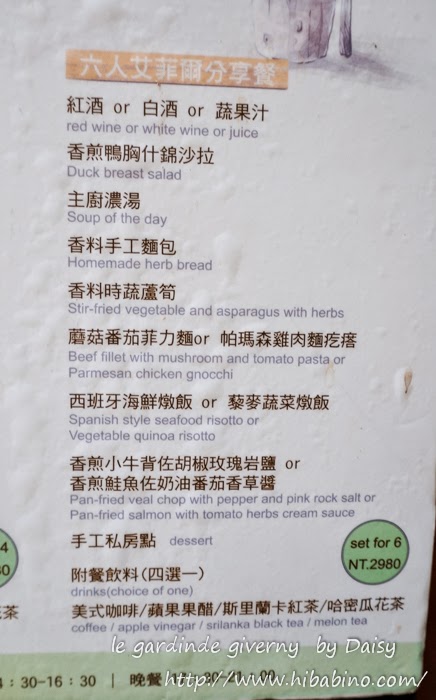 六人艾菲爾分享餐
紅酒 or 白酒 or 蔬果汁
red wine or white wine or juice
香煎鴨胸什錦沙拉
Duck breast salad
主廚濃湯
Soup of the day
香料手工麵包
Homemade herb bread
香料時蔬蘆筍
Stir-fried vegetable and asparagus with herbs
蘑菇番茄菲力麵or 帕瑪森雞肉麵疙瘩
Beef fillet with mushroom and tomato pasta or
Parmesan chicken gnocchi
西班牙海鮮燉飯 or 藜麥蔬菜燉飯
Spanish style seafood risotto or
Vegetable quinoa risotto
香煎小牛背佐胡椒玫瑰岩鹽 or
香煎鮭魚佐奶油番茄香草醬
Pan-fried veal chop with pepper and pink rock salt or
Pan-fried salmon with tomato herbs cream sauce
手工私房點 dessert
set for 6
NT.2980
附餐飲料(四選一)
drinks(choice of one)
美式咖啡/蘋果果醋/斯里蘭卡紅茶/哈密瓜花茶
coffee / apple vinegar / srilanka black tea / melon tea
le gardinde giverny by Daisy
: 30-16 : 30 | 晚餐
http://www.hibabino.com/